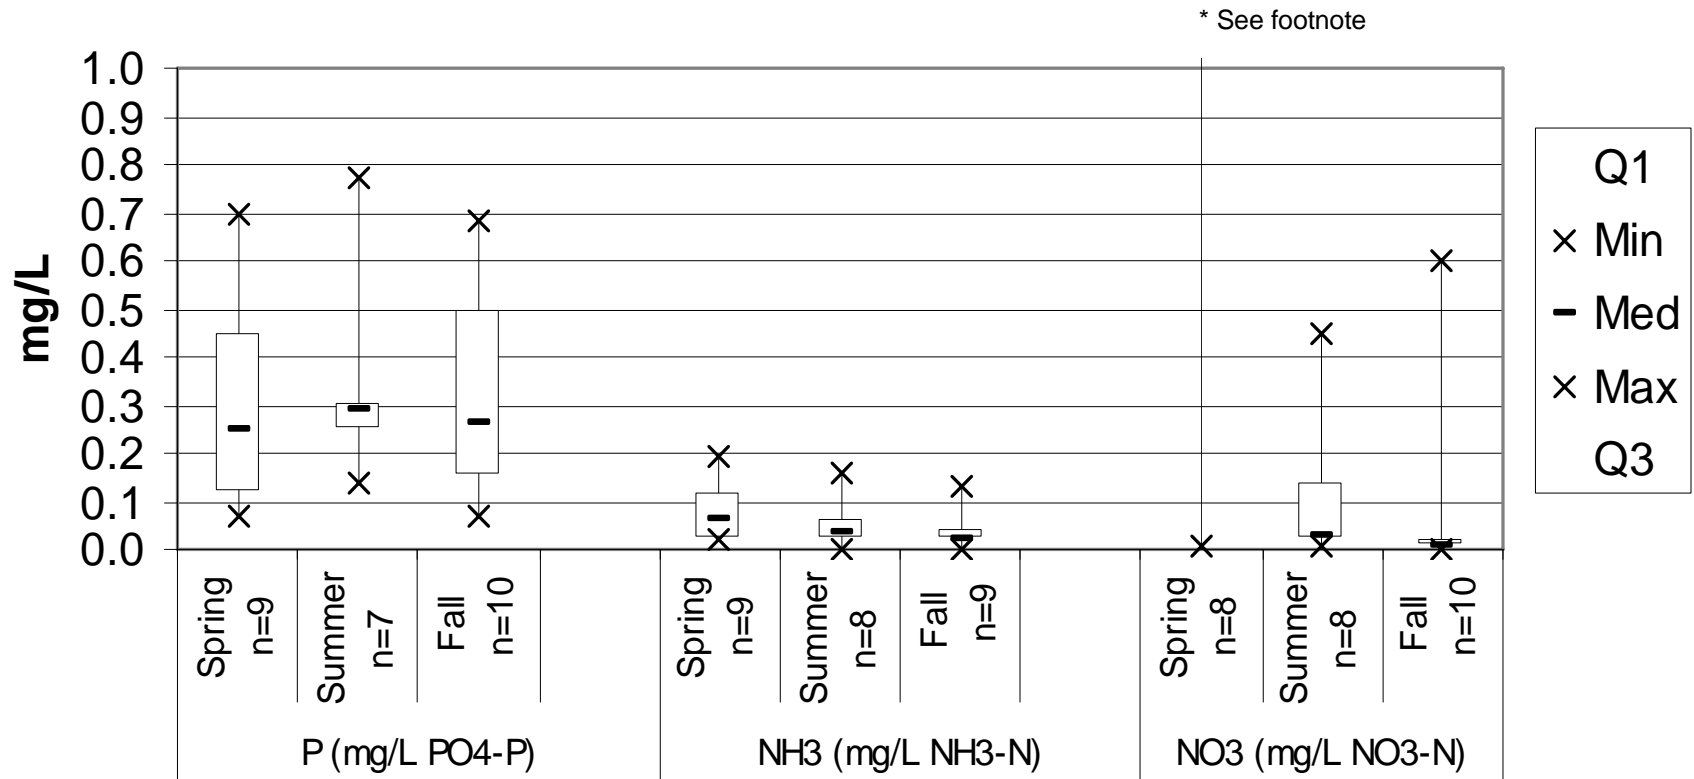 * See footnote
1.0
0.9
0.8
0.7
0.6
0.5
0.4
0.3
0.2
0.1
0.0
mg/L
Q1
Min
Med
Max
Q3
Spring
n=9
Summer
n=7
Fall
n=10
Spring
n=9
Summer
n=8
Fall
n=9
Spring
n=8
Summer
n=8
Fall
n=10
P (mg/L PO4-P)
NH3 (mg/L NH3-N)
NO3 (mg/L NO3-N)